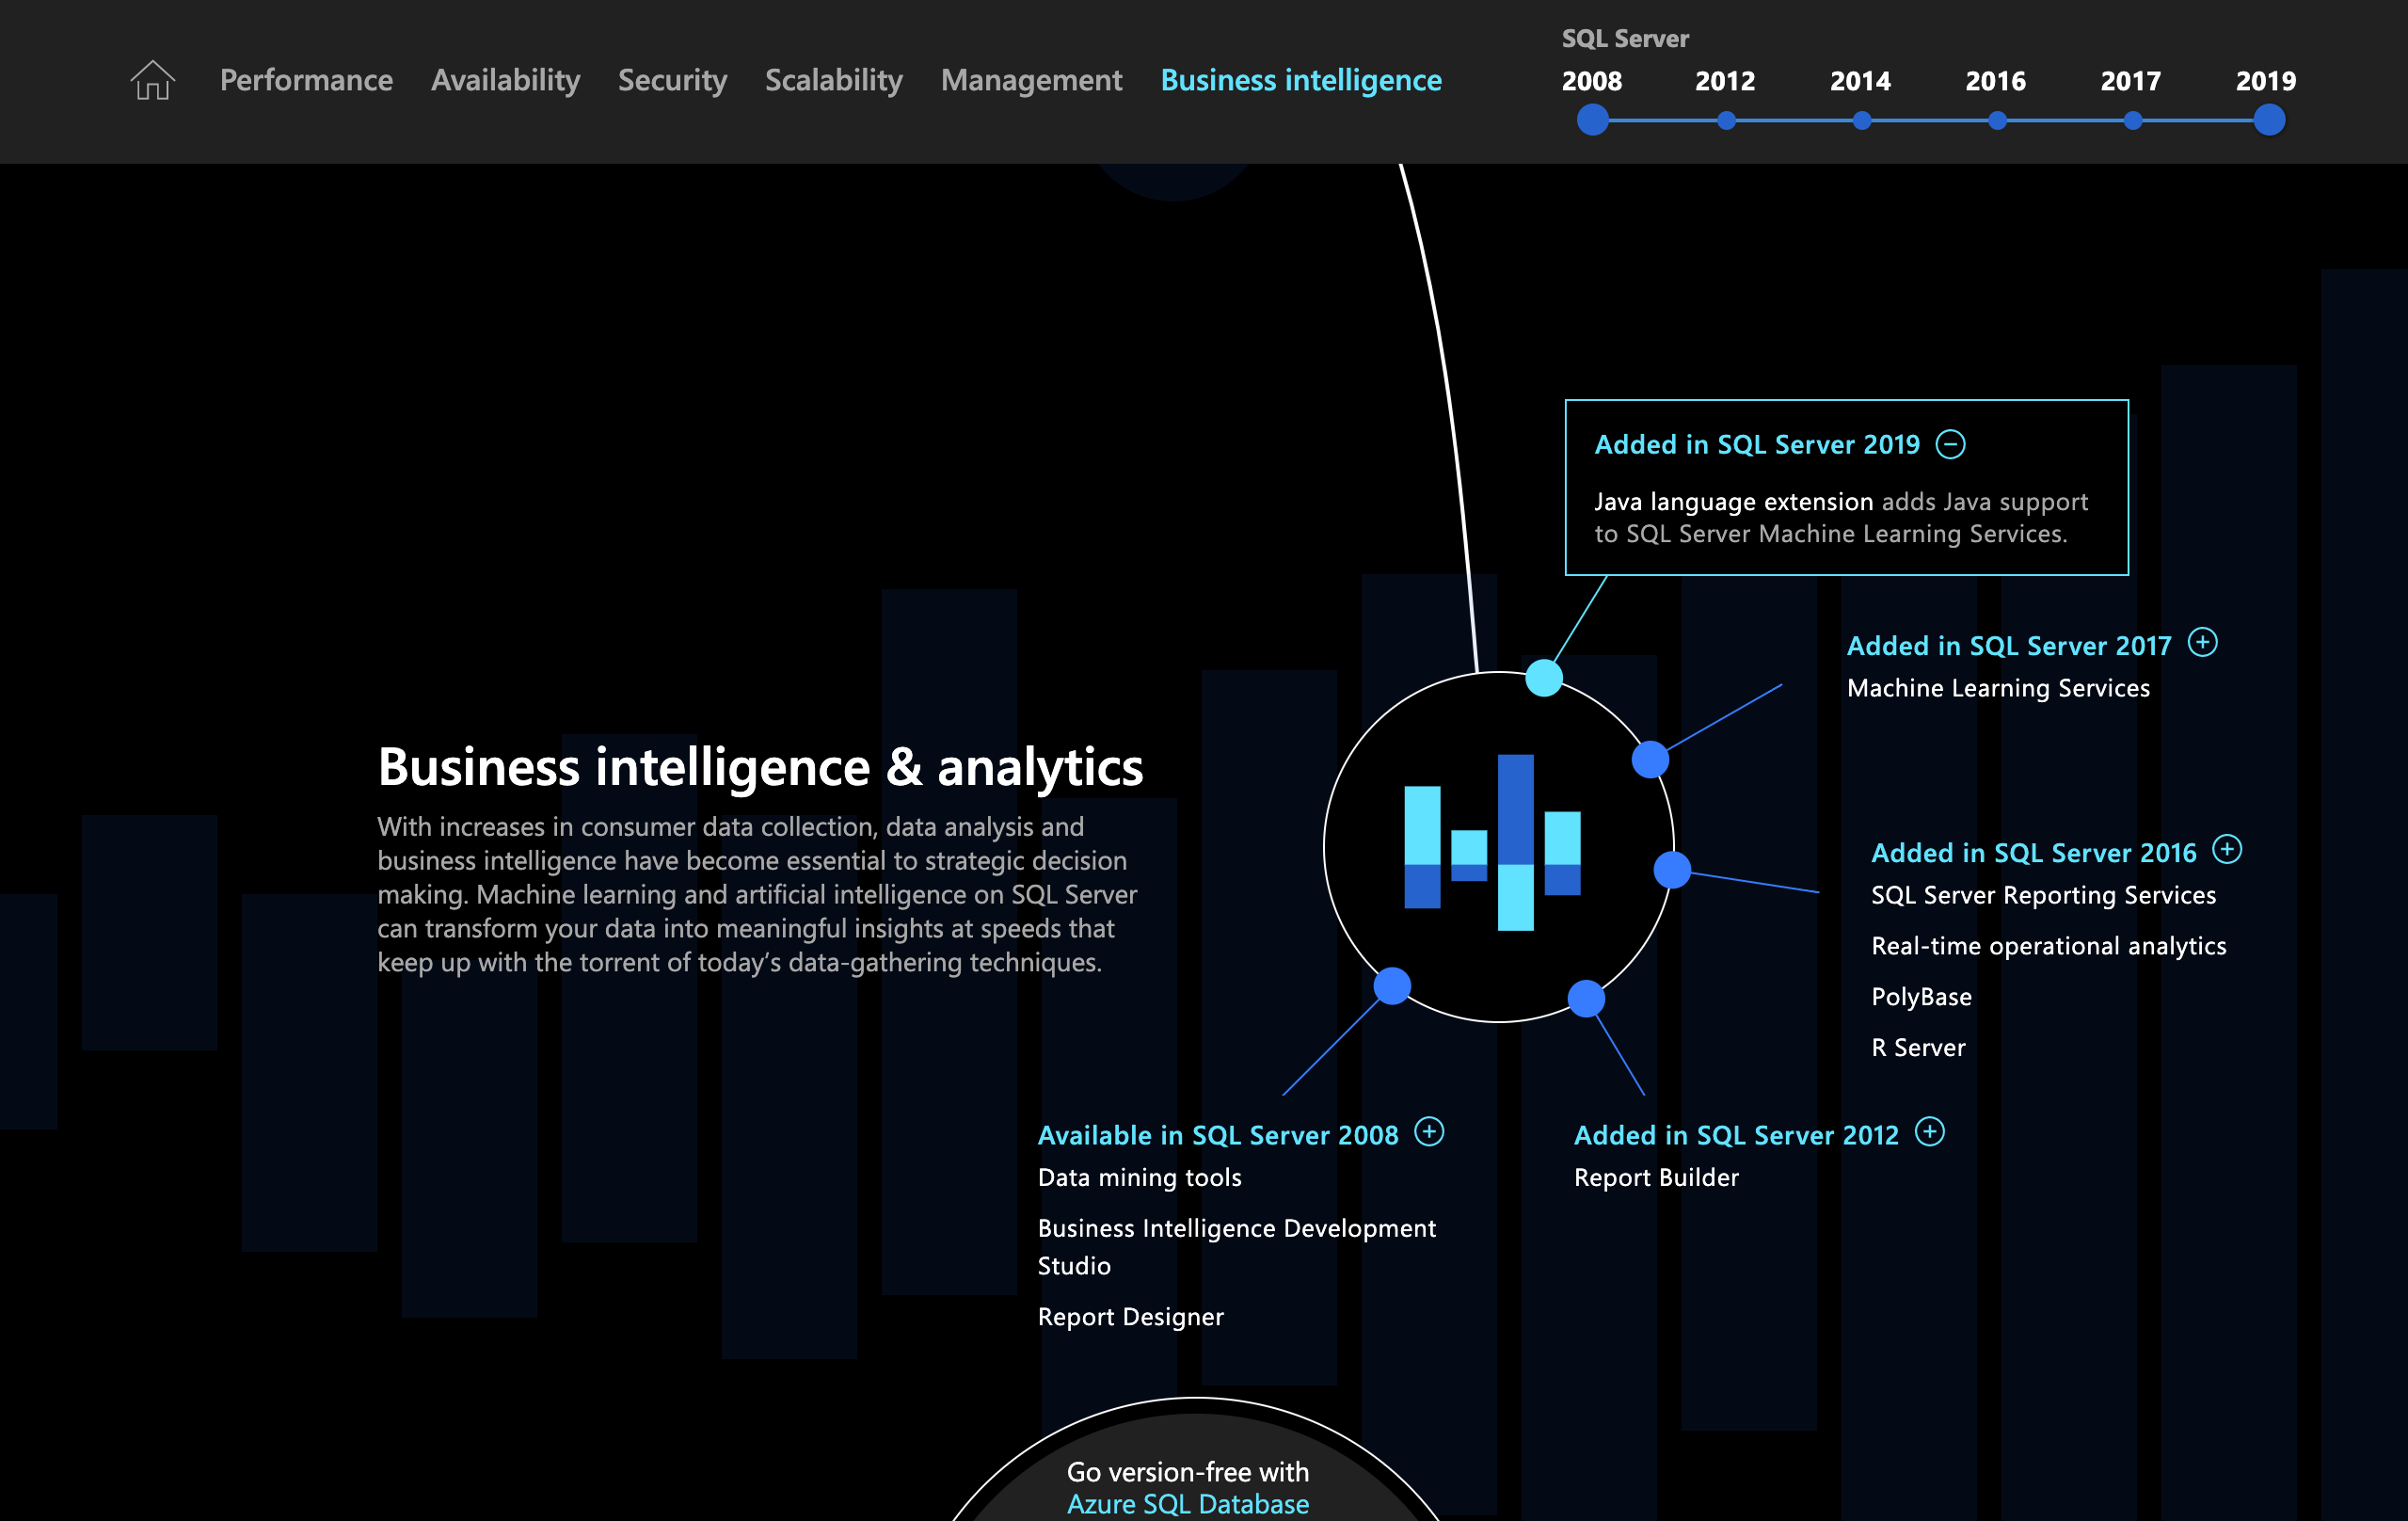 Performance
Availability
Security
Scalability
Management
Business intelligence
SQL Server
2008
2012
2014
2016
2017
2019
Added in SQL Server 2019
Java language extension adds Java support
to SQL Server Machine Learning Services.
Added in SQL Server 2017
Machine Learning Services
Business intelligence & analytics
With increases in consumer data collection, data analysis and
business intelligence have become essential to strategic decision
making. Machine learning and artificial intelligence on SQL Server
can transform your data into meaningful insights at speeds that
keep up with the torrent of today’s data-gathering techniques.
Added in SQL Server 2016
SQL Server Reporting Services
Real-time operational analytics
PolyBase
R Server
Available in SQL Server 2008
Data mining tools
Business Intelligence Development
Studio
Report Designer
Added in SQL Server 2012
Report Builder
Go version-free with
Azure SQL Database